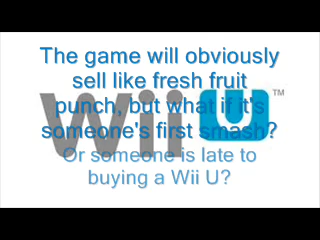 The game will obviously
sell like fresh fruit
punch, but what if it's
someone's first smash?
Or someone is late to
buying a Wii U?
Wii U™